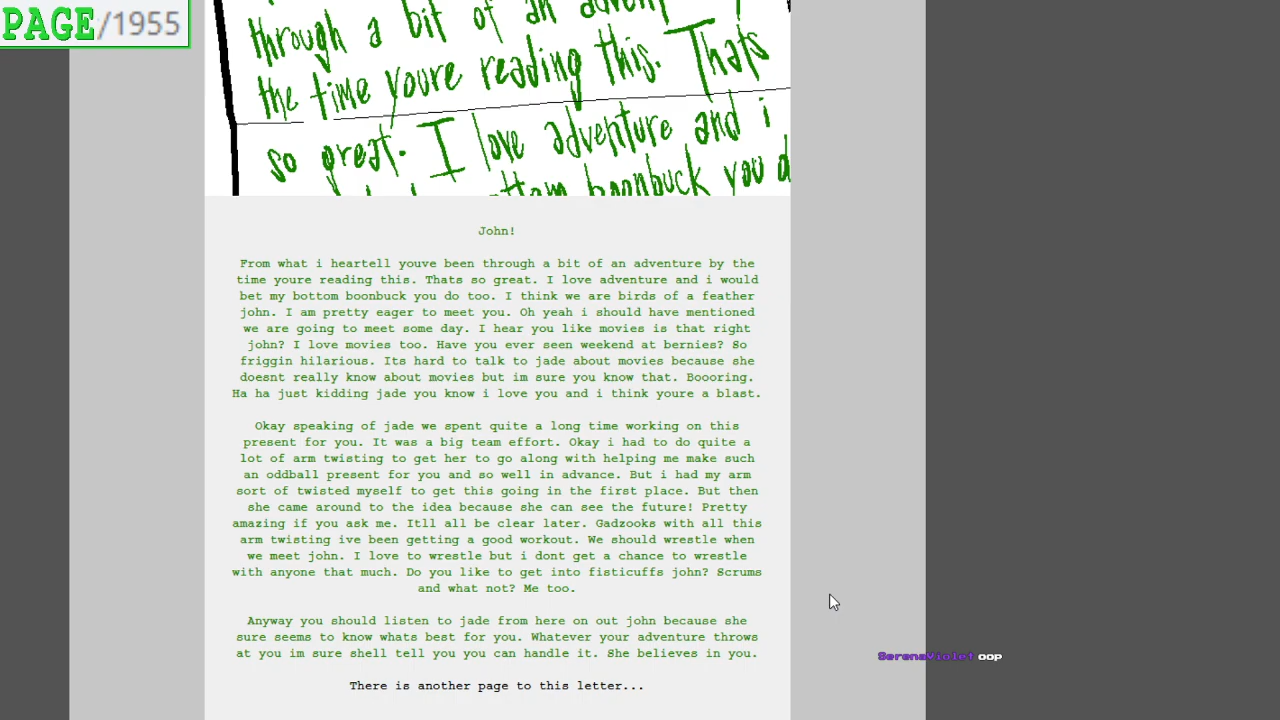 PAGE/1955
through a bit of an advent
the time youre reading this. Thats
so great. I love adventure and i
bottom boonbuck you d
John!
From what i heartell youve been through a bit of an adventure by the
time youre reading this. Thats so great. I love adventure and i would
bet my bottom boonbuck you do too. I think we are birds of a feather
john. I am pretty eager to meet you. Oh yeah i should have mentioned
we are going to meet some day. I hear you like movies is that right
john? I love movies too. Have you ever seen weekend at bernies? So
friggin hilarious. Its hard to talk to jade about movies because she
doesnt really know about movies but im sure you know that. Boooring.
Ha ha just kidding jade you know i love you and i think youre a blast.
Okay speaking of jade we spent quite a long time working on this
present for you. It was a big team effort. Okay i had to do quite a
lot of arm twisting to get her to go along with helping me make such
an oddball present for you and so well in advance. But i had my arm
sort of twisted myself to get this going in the first place. But then
she came around to the idea because she can see the future! Pretty
amazing if you ask me. Itll all be clear later. Gadzooks with all this
arm twisting ive been getting a good workout. We should wrestle when
we meet john. I love to wrestle but i dont get a chance to wrestle
with anyone that much. Do you like to get into fisticuffs john? Scrums
and what not? Me too.
Anyway you should listen to jade from here on out john because she
sure seems to know whats best for you. Whatever your adventure throws
at you im sure shell tell you you can handle it. She believes in you.
SerenaViolet oop
There is another page to this letter...